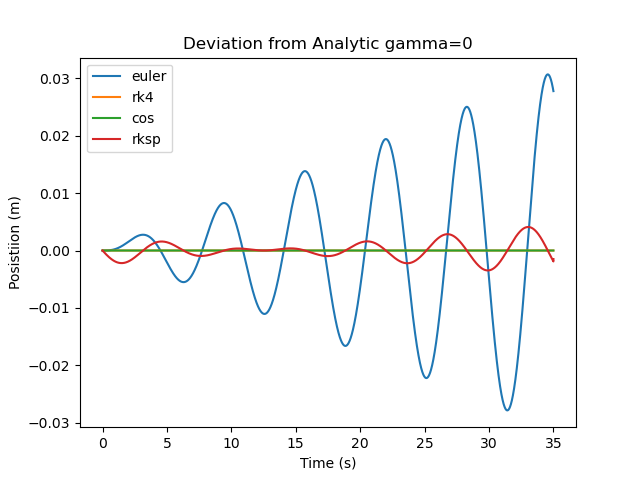 Deviation from Analytic gamma=0
euler
rk4
cos
rksp
Posistiion (m)
0.03
0.02
0.01
0.00
−0.01
−0.02
−0.03
0 5 10 15 20 25 30 35
Time (s)